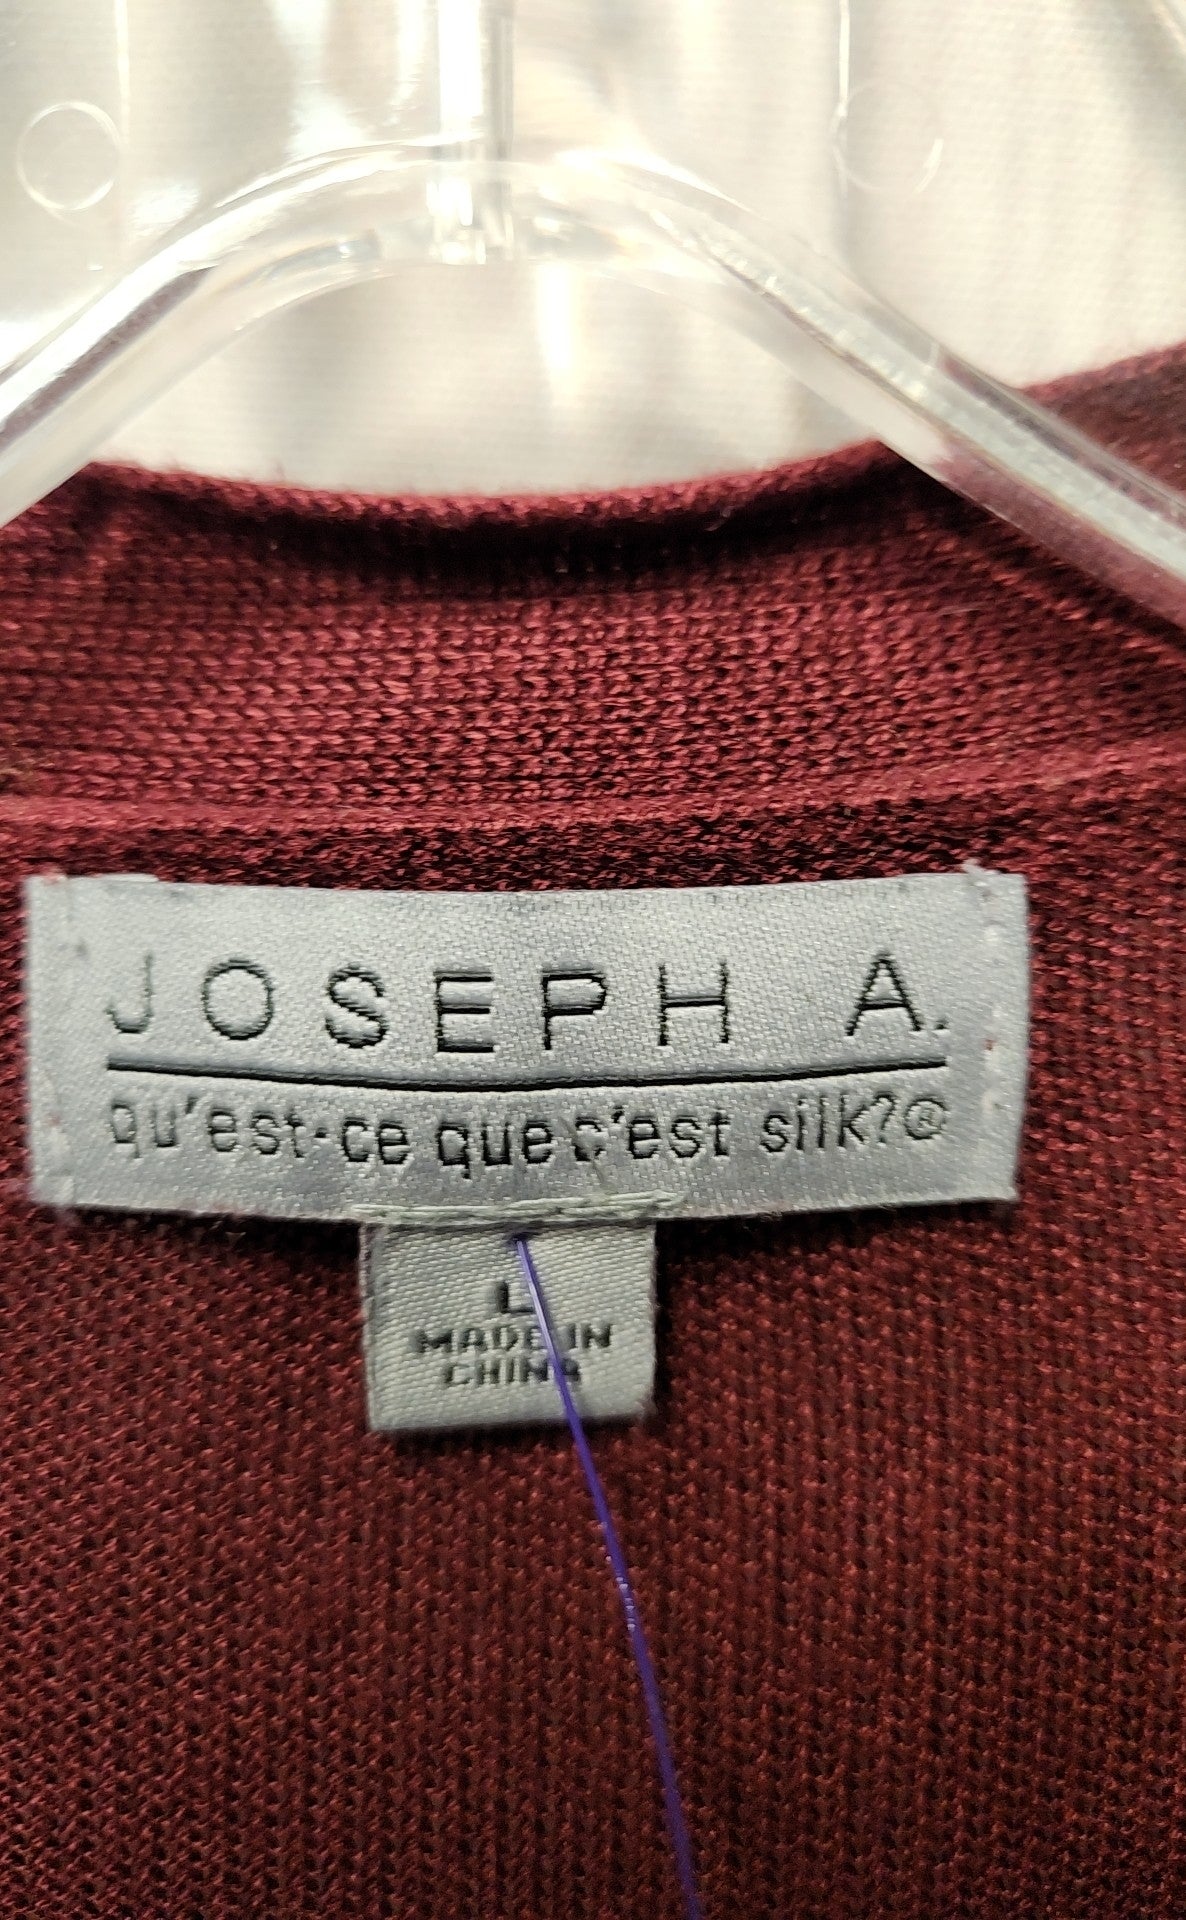 JOSEPH A.
qu'est-ce que c'est silk?®
L
MADE IN
CHINA